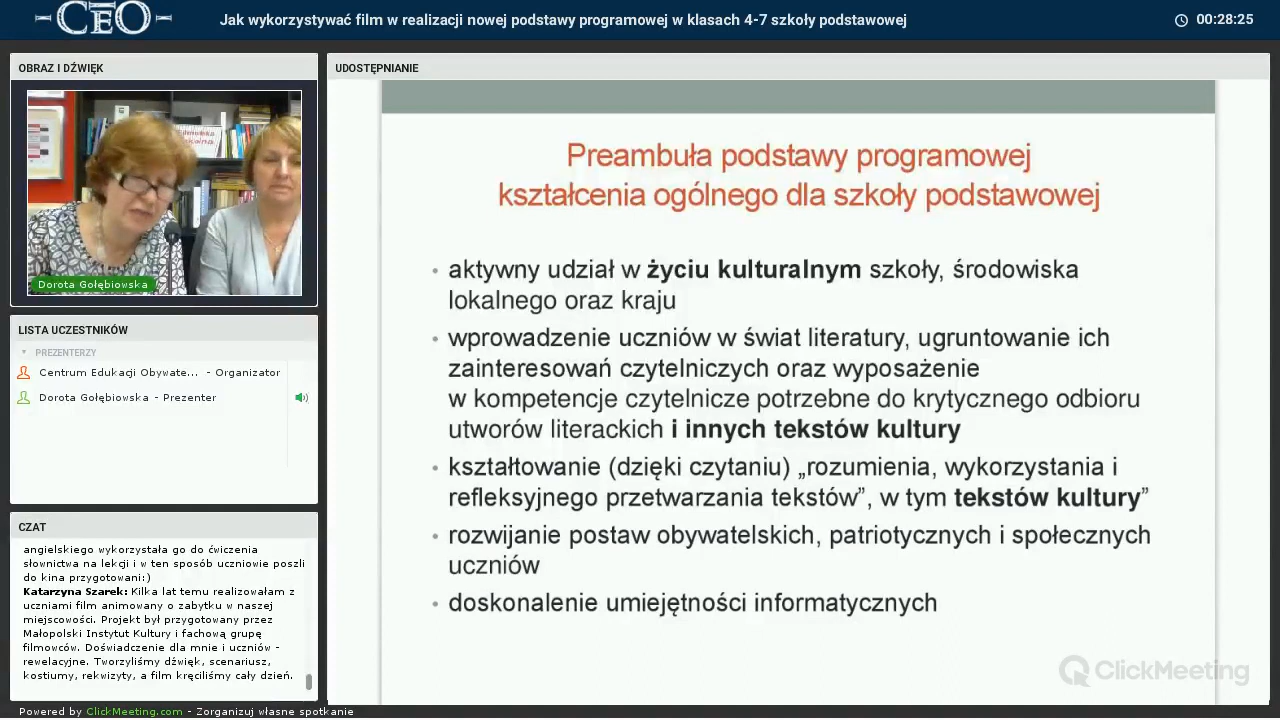 CEO
Jak wykorzystywać film w realizacji nowej podstawy programowej w klasach 4-7 szkoły podstawowej
00:28:25
OBRAZ I DŹWIĘK
Dorota Gołębiowska
LISTA UCZESTNIKÓW
PREZENTERZY
Centrum Edukacji Obywate... - Organizator
Dorota Gołębiowska - Prezenter
CZAT
angielskiego wykorzystała go do ćwiczenia
słownictwa na lekcji i w ten sposób uczniowie poszli
do kina przygotowani:)
Katarzyna Szarek: Kilka lat temu realizowałam z
uczniami film animowany o zabytku w naszej
miejscowości. Projekt był przygotowany przez
Małopolski Instytut Kultury i fachową grupę
filmowców. Doświadczenie dla mnie i uczniów -
rewelacyjne. Tworzyliśmy dźwięk, scenariusz,
kostiumy, rekwizyty, a film kręciliśmy cały dzień.
UDOSTĘPNIANIE
Preambuła podstawy programowej
kształcenia ogólnego dla szkoły podstawowej
• aktywny udział w życiu kulturalnym szkoły, środowiska
lokalnego oraz kraju
• wprowadzenie uczniów w świat literatury, ugruntowanie ich
zainteresowań czytelniczych oraz wyposażenie
w kompetencje czytelnicze potrzebne do krytycznego odbioru
utworów literackich i innych tekstów kultury
• kształtowanie (dzięki czytaniu) „rozumienia, wykorzystania i
refleksyjnego przetwarzania tekstów”, w tym tekstów kultury”
• rozwijanie postaw obywatelskich, patriotycznych i społecznych
uczniów
• doskonalenie umiejętności informatycznych
ClickMeeting
Powered by ClickMeeting.com - Zorganizuj własne spotkanie